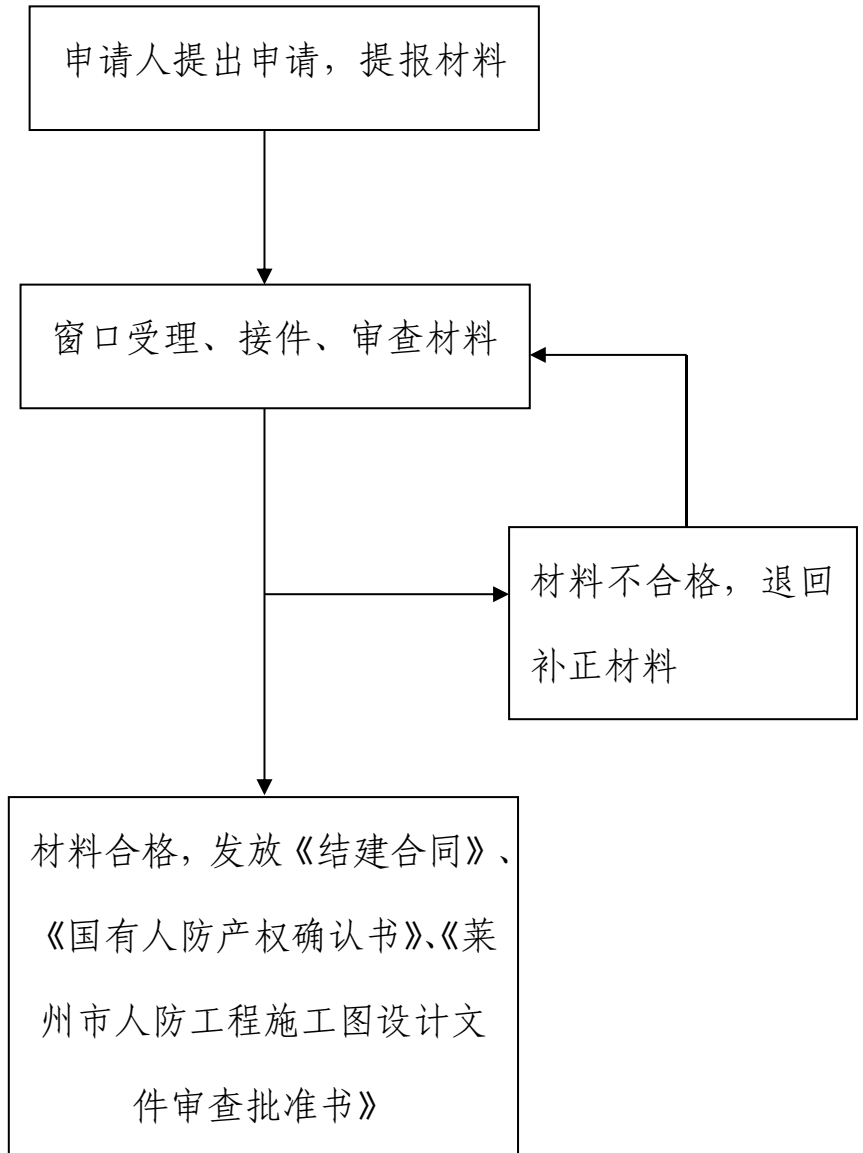 申请人提出申请，提报材料
窗口受理、接件、审查材料
材料不合格，退回
补正材料
材料合格，发放《结建合同》、
《国有人防产权确认书》、《莱
州市人防工程施工图设计文
件审查批准书》